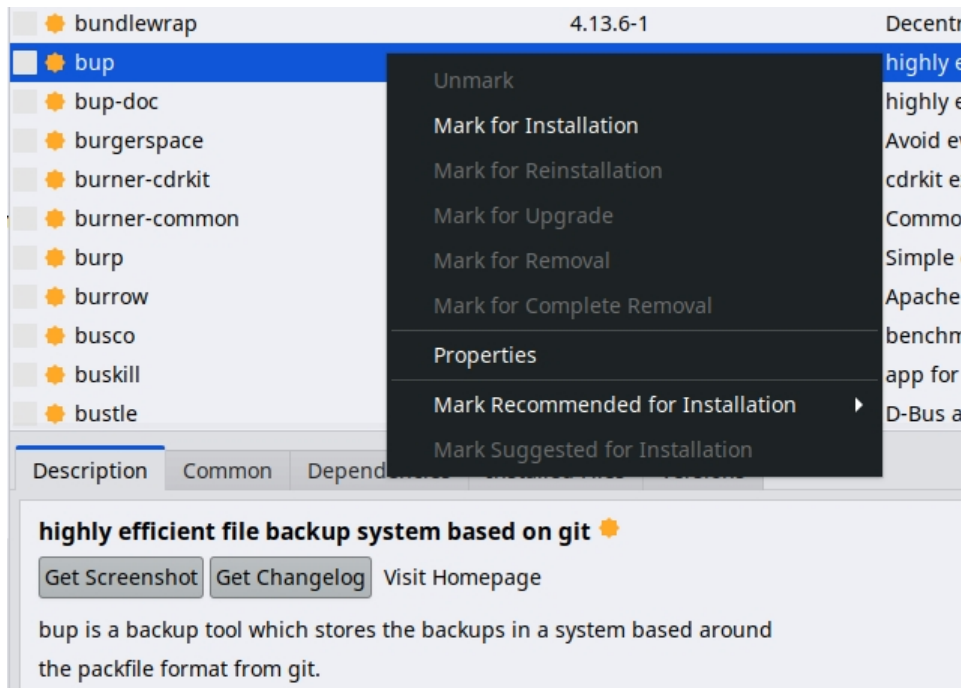 bundlewrap 4.13.6-1 Decentr
bup highly e
bup-doc highly e
burgerspace Avoid e
burner-cdrkit cdrkit e
burner-common Commo
burp Simple
burrow Apache
busco benchm
buskill app for
bustle D-Bus a
Unmark
Mark for Installation
Mark for Reinstallation
Mark for Upgrade
Mark for Removal
Mark for Complete Removal
Properties
Mark Recommended for Installation
Mark Suggested for Installation
Description Common Dependencies Installed Files Versions
highly efficient file backup system based on git
Get Screenshot Get Changelog Visit Homepage
bup is a backup tool which stores the backups in a system based around
the packfile format from git.